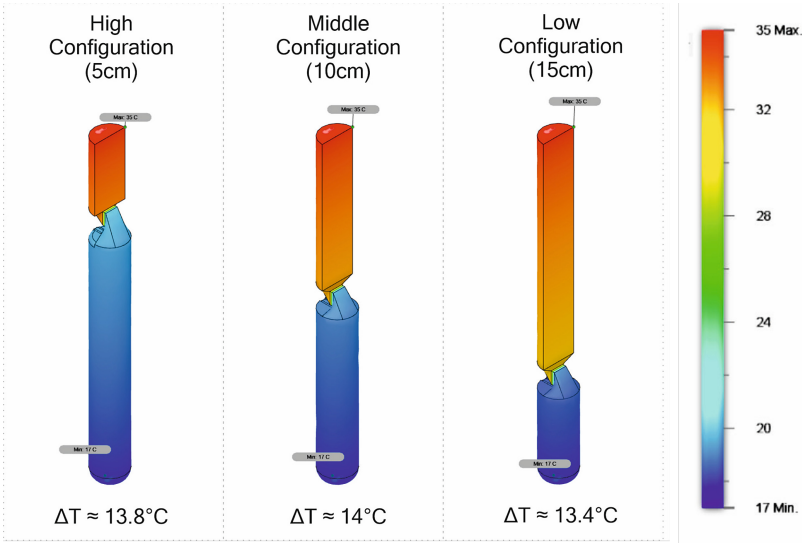 High
Configuration
(5cm)
Max: 35 C
Min: 17 C
ΔT ≈ 13.8°C
Middle
Configuration
(10cm)
Max: 35 C
Min: 17 C
ΔT ≈ 14°C
Low
Configuration
(15cm)
Max: 35 C
Min: 17 C
ΔT ≈ 13.4°C
35 Max.
32
28
24
20
17 Min.